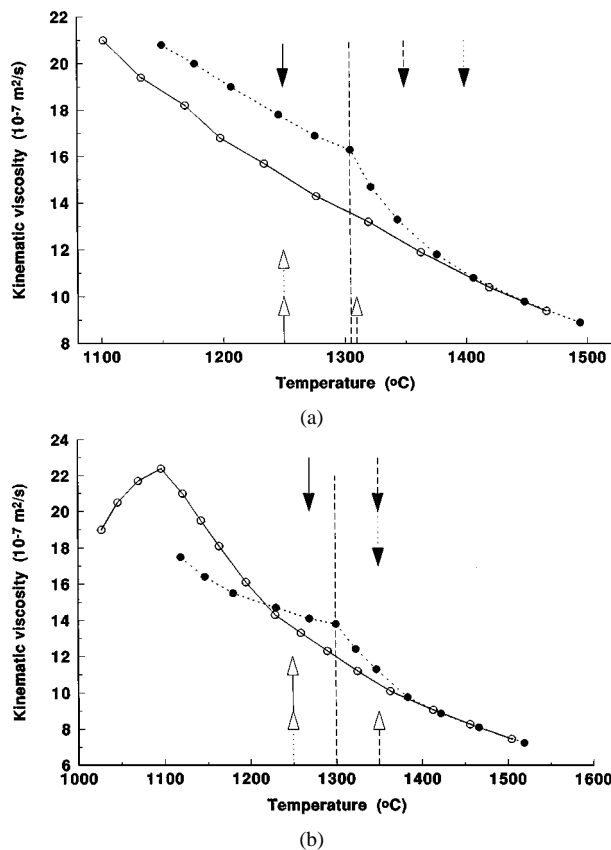 22
20
18
16
14
12
10
8
Kinematic viscosity (10-7 m2/s)
1100 1200 1300 1400 1500
Temperature (oC)
(a)
24
22
20
18
16
14
12
10
8
6
Kinematic viscosity (10-7 m2/s)
1000 1100 1200 1300 1400 1500 1600
Temperature (oC)
(b)